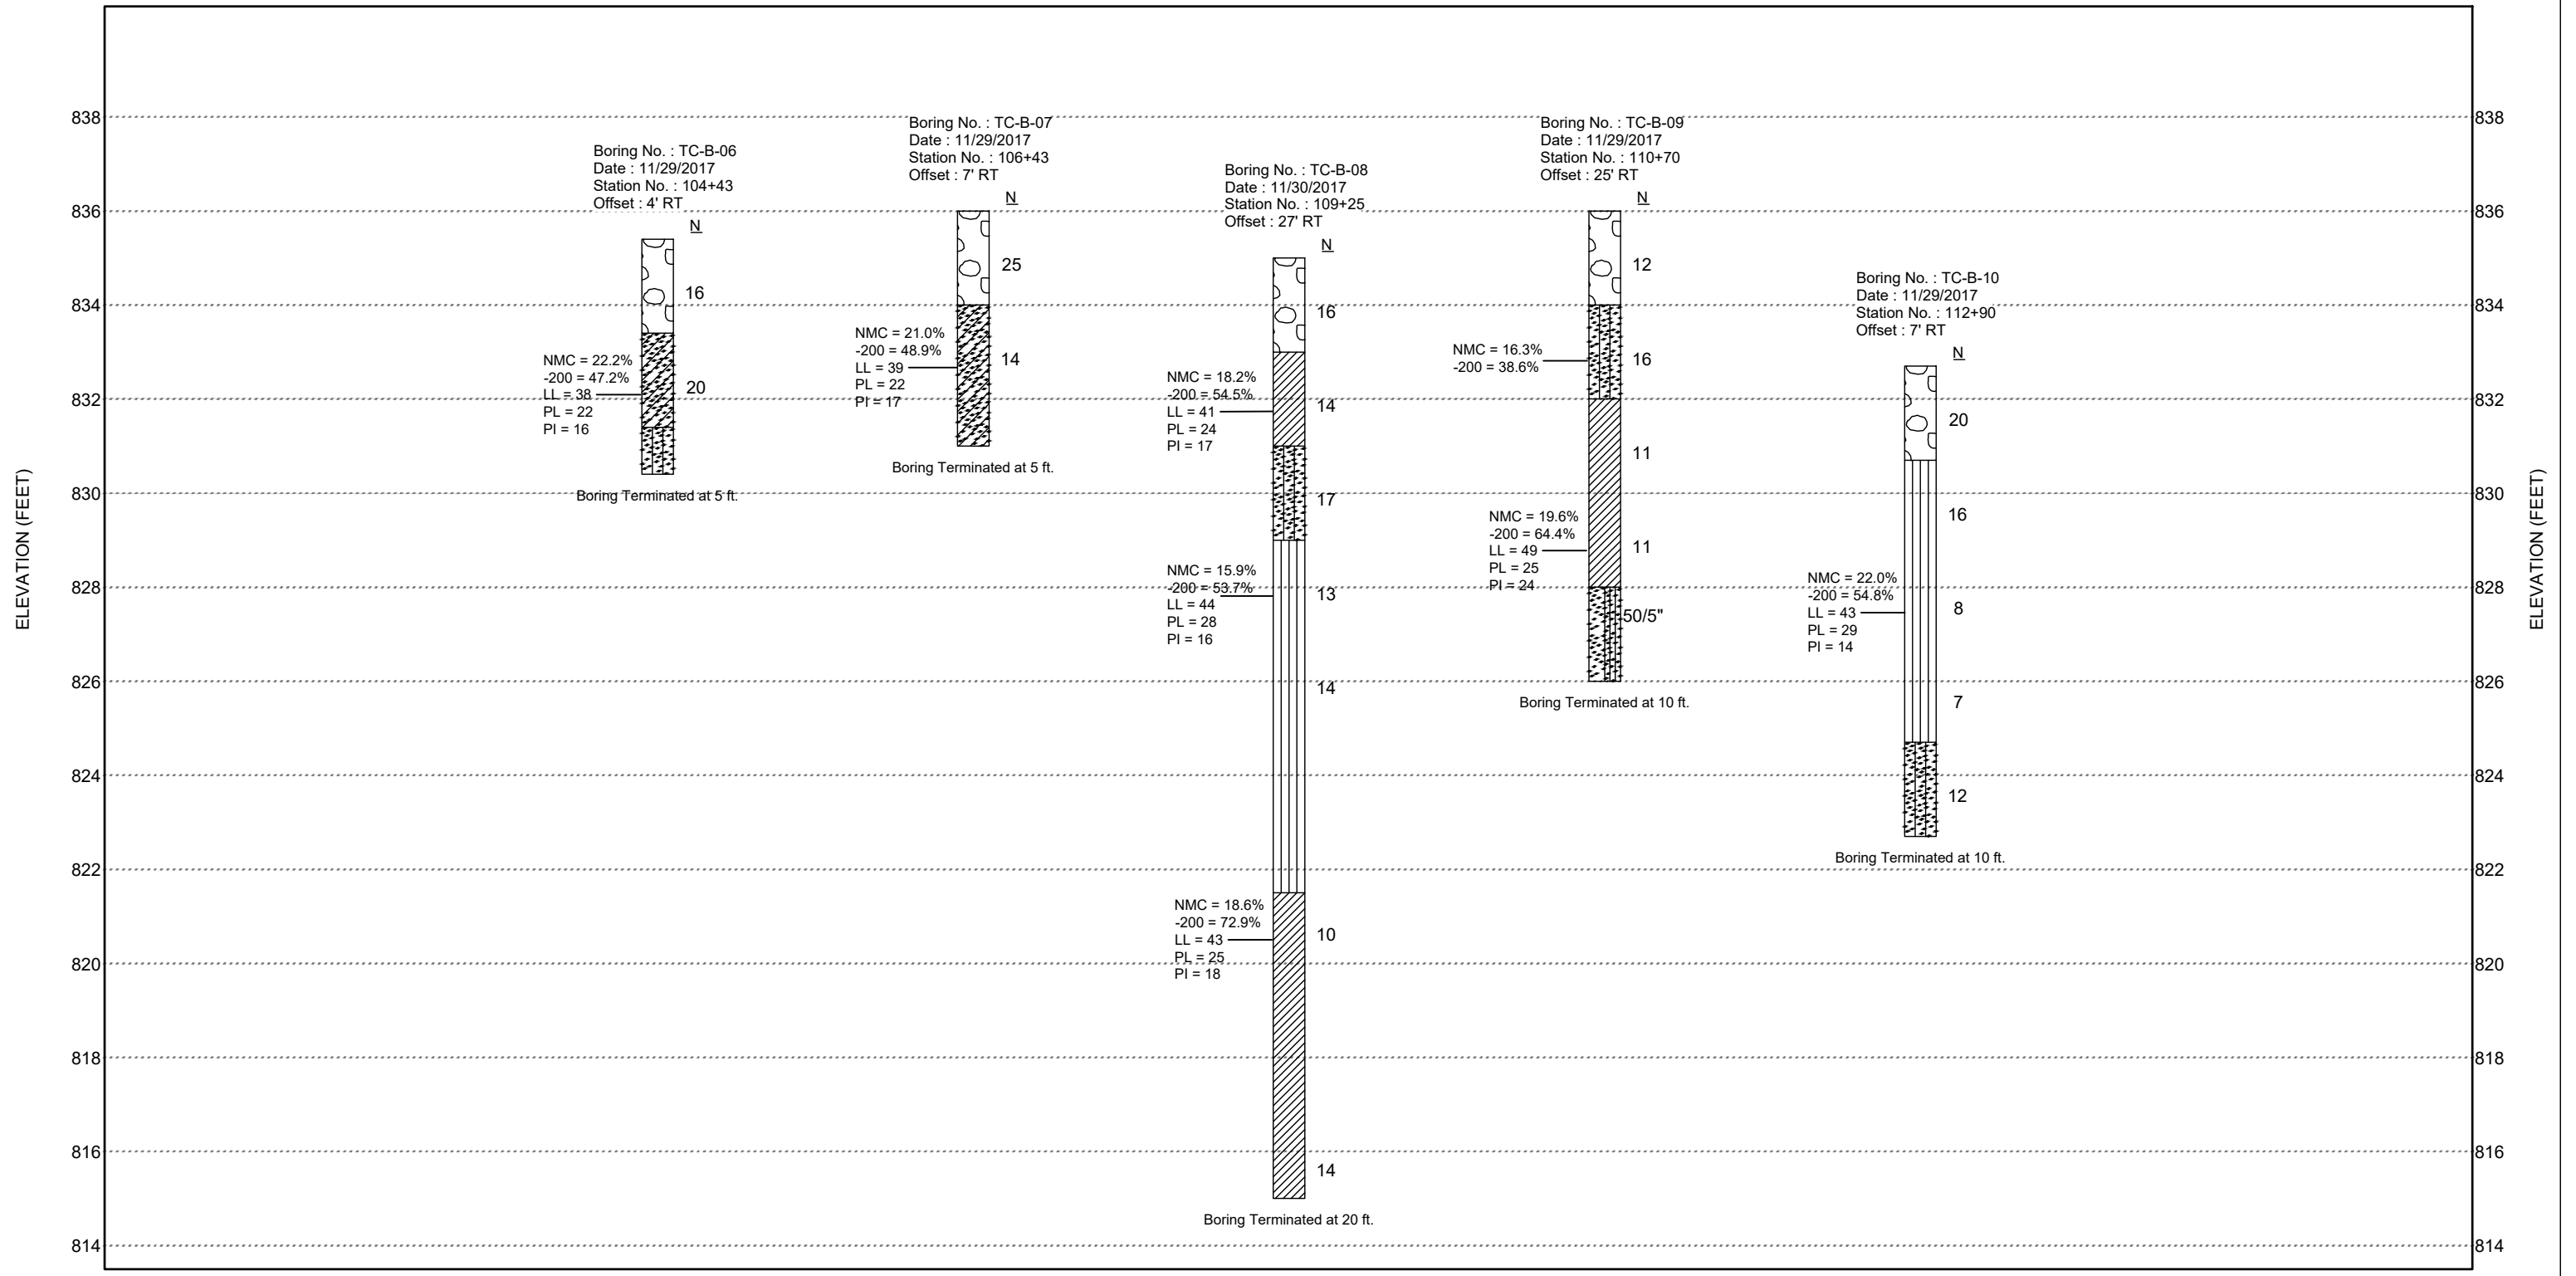 ELEVATION (FEET)
838
836
834
832
830
828
826
824
822
820
818
816
814
Boring No. : TC-B-06
Date : 11/29/2017
Station No. : 104+43
Offset : 4' RT
N
16
20
NMC = 22.2%
-200 = 47.2%
LL = 38
PL = 22
PI = 16
Boring Terminated at 5 ft.
Boring No. : TC-B-07
Date : 11/29/2017
Station No. : 106+43
Offset : 7' RT
N
25
14
NMC = 21.0%
-200 = 48.9%
LL = 39
PL = 22
PI = 17
Boring Terminated at 5 ft.
Boring No. : TC-B-08
Date : 11/30/2017
Station No. : 109+25
Offset : 27' RT
N
16
NMC = 18.2%
-200 = 54.5%
LL = 41
PL = 24
PI = 17
14
17
NMC = 15.9%
-200 = 53.7%
LL = 44
PL = 28
PI = 16
13
14
NMC = 18.6%
-200 = 72.9%
LL = 43
PL = 25
PI = 18
10
14
Boring Terminated at 20 ft.
Boring No. : TC-B-09
Date : 11/29/2017
Station No. : 110+70
Offset : 25' RT
N
12
NMC = 16.3%
-200 = 38.6%
16
11
NMC = 19.6%
-200 = 64.4%
LL = 49
PL = 25
PI = 24
11
50/5"
Boring Terminated at 10 ft.
Boring No. : TC-B-10
Date : 11/29/2017
Station No. : 112+90
Offset : 7' RT
N
20
16
NMC = 22.0%
-200 = 54.8%
LL = 43
PL = 29
PI = 14
8
7
12
Boring Terminated at 10 ft.
838
836
834
832
830
828
826
824
822
820
818
816
814
ELEVATION (FEET)